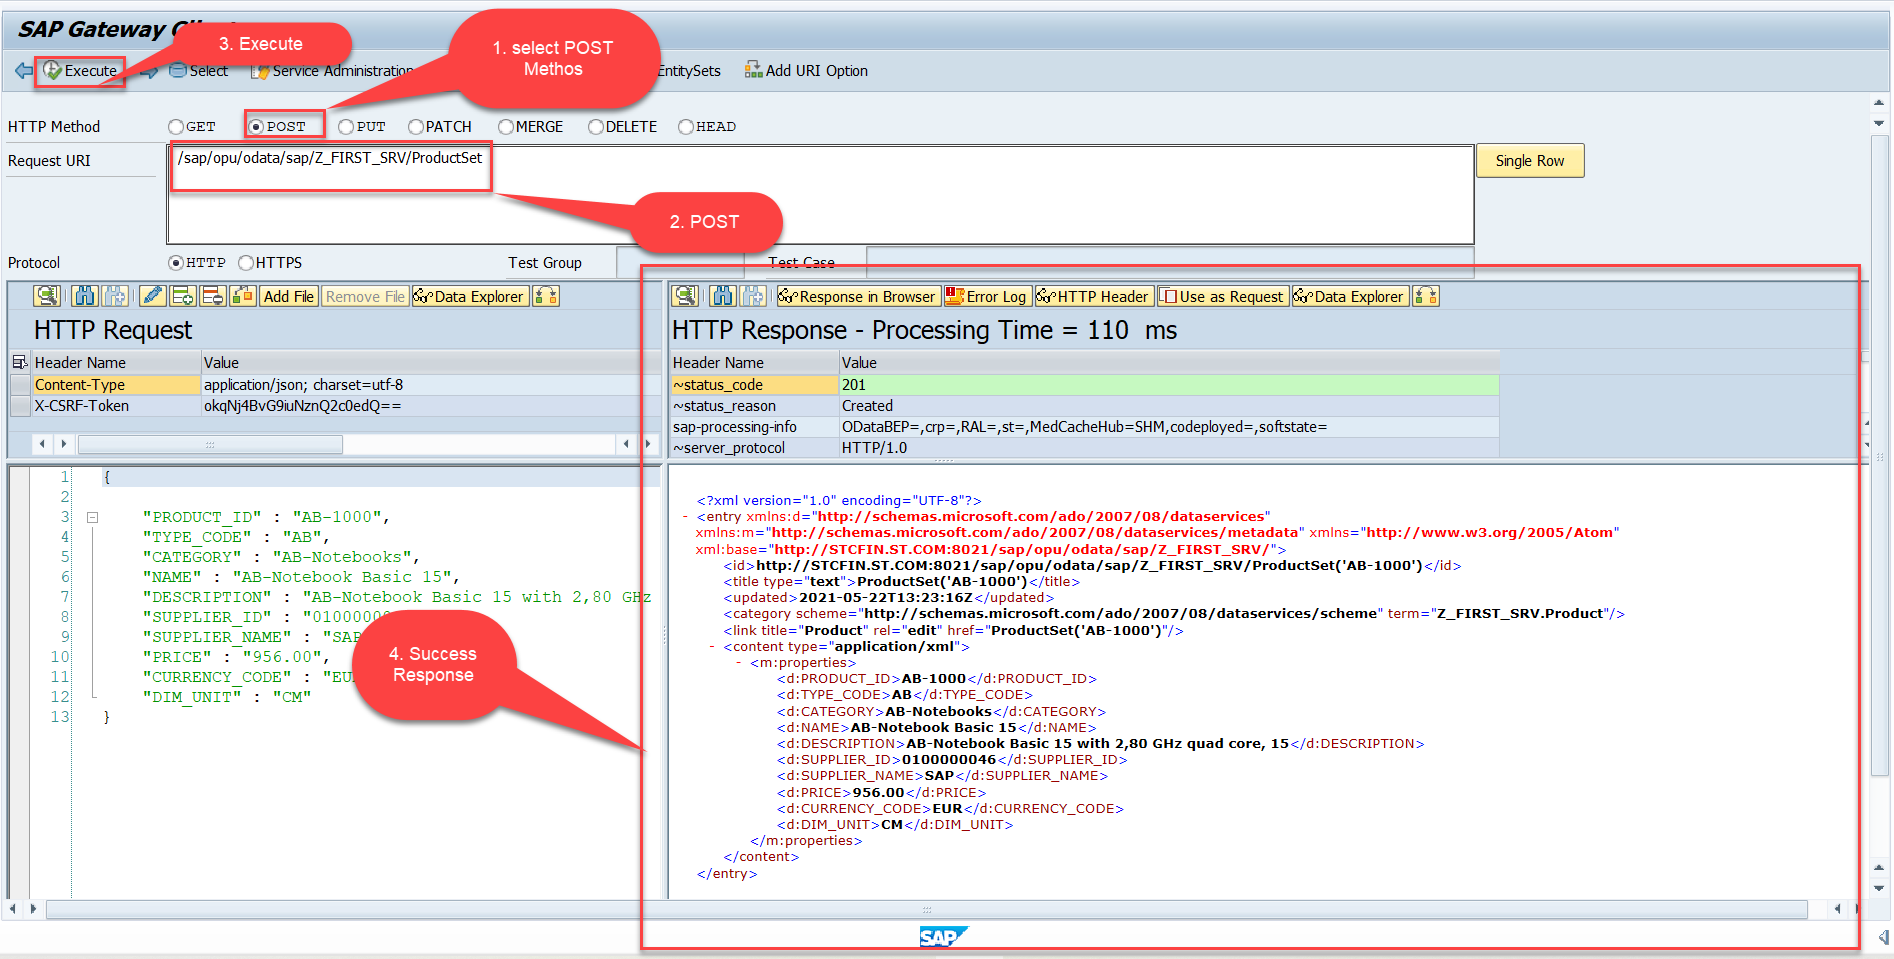 SAP Gateway C
3. Execute
1. select POST
Methos
Execute
Select
Service Administration
EntitySets
Add URI Option
HTTP Method
GET
POST
PUT
PATCH
MERGE
DELETE
HEAD
Request URI
/sap/opu/odata/sap/Z_FIRST_SRV/ProductSet
Single Row
2. POST
Protocol
HTTP
HTTPS
Test Group
Test Case
Add File
Remove File
Data Explorer
Response in Browser
Error Log
HTTP Header
Use as Request
Data Explorer
HTTP Request
Header Name Value
Content-Type application/json; charset=utf-8
X-CSRF-Token okqNj4BvG9iuNznQ2c0edQ==
HTTP Response - Processing Time = 110 ms
Header Name Value
~status_code 201
~status_reason Created
sap-processing-info ODataBEP=,crp=,RAL=,st=,MedCacheHub=SHM,codeployed=,softstate=
~server_protocol HTTP/1.0
1 {
2
3 "PRODUCT_ID" : "AB-1000",
4 "TYPE_CODE" : "AB",
5 "CATEGORY" : "AB-Notebooks",
6 "NAME" : "AB-Notebook Basic 15",
7 "DESCRIPTION" : "AB-Notebook Basic 15 with 2,80 GHz
8 "SUPPLIER_ID" : "01000000
9 "SUPPLIER_NAME" : "SAP
10 "PRICE" : "956.00",
11 "CURRENCY_CODE" : "EU
12 "DIM_UNIT" : "CM"
13 }
4. Success
Response
<?xml version="1.0" encoding="UTF-8"?>
- <entry xmlns:d="http://schemas.microsoft.com/ado/2007/08/dataservices"
xmlns:m="http://schemas.microsoft.com/ado/2007/08/dataservices/metadata" xmlns="http://www.w3.org/2005/Atom"
xml:base="http://STCFIN.ST.COM:8021/sap/opu/odata/sap/Z_FIRST_SRV/">
<id>http://STCFIN.ST.COM:8021/sap/opu/odata/sap/Z_FIRST_SRV/ProductSet('AB-1000')</id>
<title type="text">ProductSet('AB-1000')</title>
<updated>2021-05-22T13:23:16Z</updated>
<category scheme="http://schemas.microsoft.com/ado/2007/08/dataservices/scheme" term="Z_FIRST_SRV.Product"/>
<link title="Product" rel="edit" href="ProductSet('AB-1000')"/>
- <content type="application/xml">
- <m:properties>
<d:PRODUCT_ID>AB-1000</d:PRODUCT_ID>
<d:TYPE_CODE>AB</d:TYPE_CODE>
<d:CATEGORY>AB-Notebooks</d:CATEGORY>
<d:NAME>AB-Notebook Basic 15</d:NAME>
<d:DESCRIPTION>AB-Notebook Basic 15 with 2,80 GHz quad core, 15</d:DESCRIPTION>
<d:SUPPLIER_ID>0100000046</d:SUPPLIER_ID>
<d:SUPPLIER_NAME>SAP</d:SUPPLIER_NAME>
<d:PRICE>956.00</d:PRICE>
<d:CURRENCY_CODE>EUR</d:CURRENCY_CODE>
<d:DIM_UNIT>CM</d:DIM_UNIT>
</m:properties>
</content>
</entry>
SAP